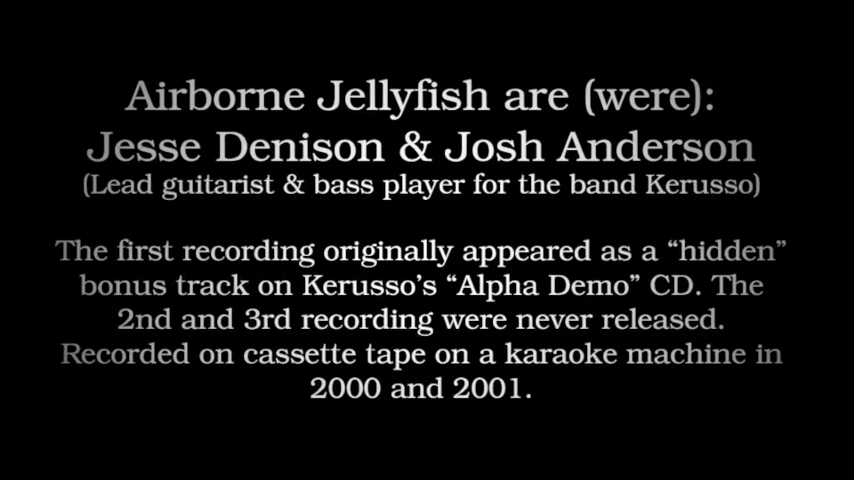 Airborne Jellyfish are (were):
Jesse Denison & Josh Anderson
(Lead guitarist & bass player for the band Kerusso)
The first recording originally appeared as a “hidden”
bonus track on Kerusso’s “Alpha Demo” CD. The
2nd and 3rd recording were never released.
Recorded on cassette tape on a karaoke machine in
2000 and 2001.